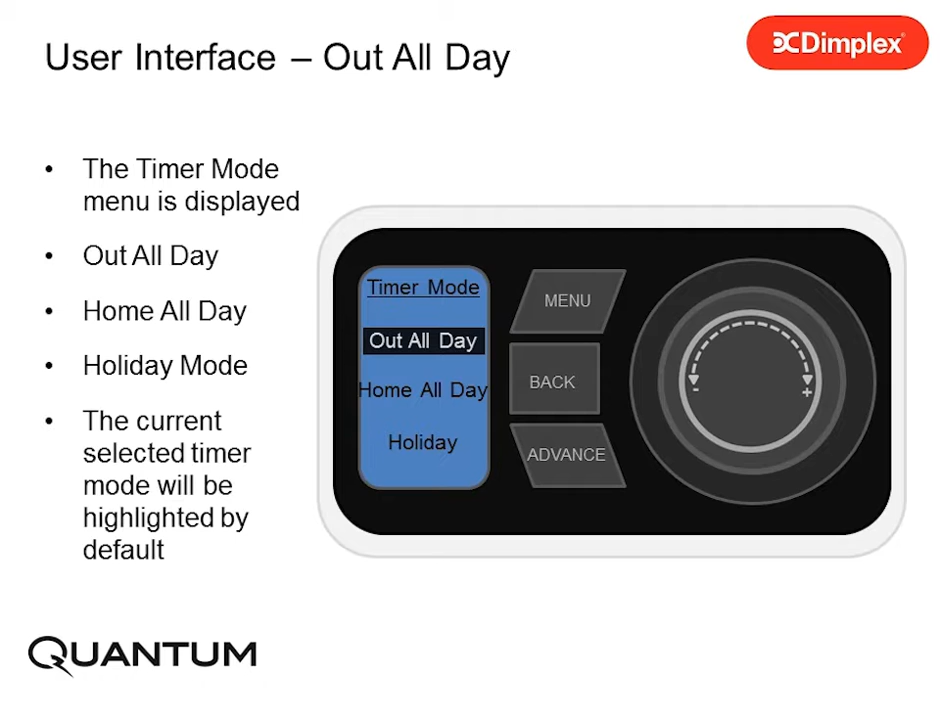 User Interface – Out All Day
Dimplex
• The Timer Mode
menu is displayed
• Out All Day
• Home All Day
• Holiday Mode
• The current
selected timer
mode will be
highlighted by
default
Timer Mode
Out All Day
Home All Day
Holiday
MENU
BACK
ADVANCE
- +
QUANTUM